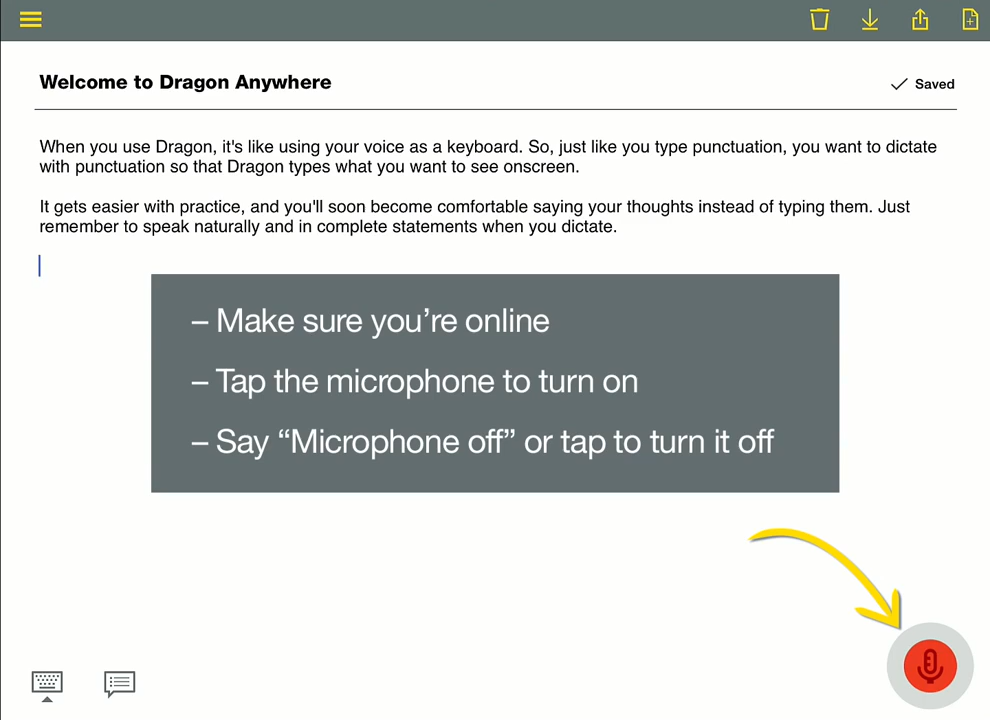 Welcome to Dragon Anywhere
Saved
When you use Dragon, it's like using your voice as a keyboard. So, just like you type punctuation, you want to dictate
with punctuation so that Dragon types what you want to see onscreen.
It gets easier with practice, and you'll soon become comfortable saying your thoughts instead of typing them. Just
remember to speak naturally and in complete statements when you dictate.
– Make sure you’re online
– Tap the microphone to turn on
– Say “Microphone off” or tap to turn it off